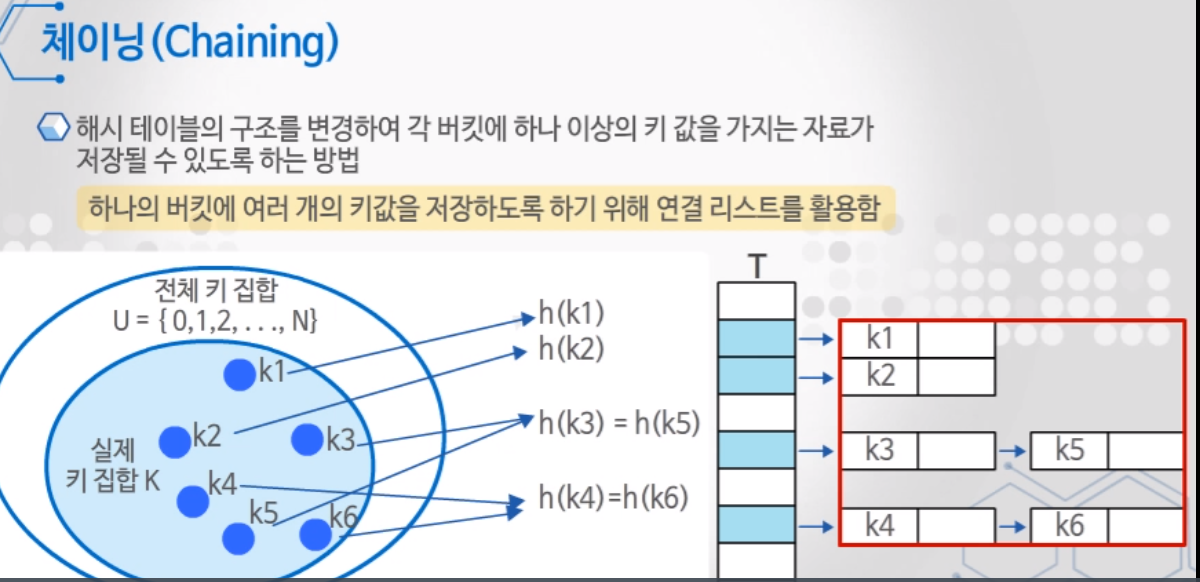 체이닝(Chaining)
해시 테이블의 구조를 변경하여 각 버킷에 하나 이상의 키 값을 가지는 자료가
저장될 수 있도록 하는 방법
하나의 버킷에 여러 개의 키값을 저장하도록 하기 위해 연결 리스트를 활용함
전체 키 집합
U = { 0,1,2, . . ., N}
실제
키 집합 K
k1
k2
k3
k4
k5
k6
h(k1)
h(k2)
h(k3) = h(k5)
h(k4)=h(k6)
T
k1
k2
k3 k5
k4 k6